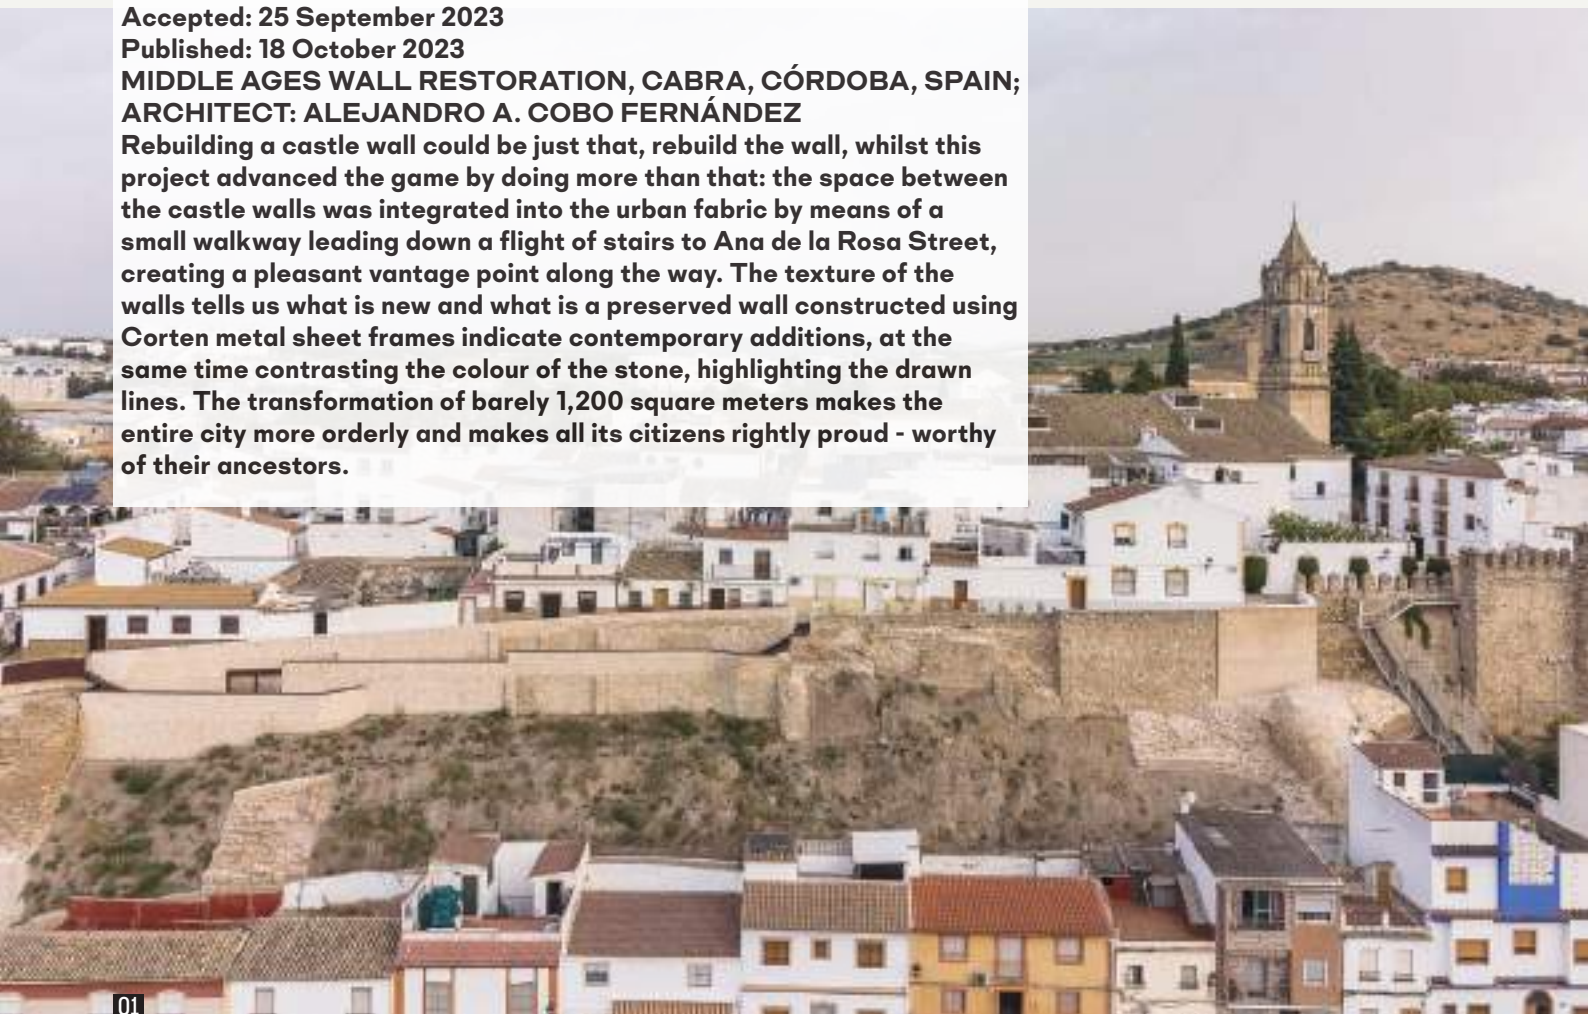 Accepted: 25 September 2023
Published: 18 October 2023
MIDDLE AGES WALL RESTORATION, CABRA, CÓRDOBA, SPAIN;
ARCHITECT: ALEJANDRO A. COBO FERNÁNDEZ
Rebuilding a castle wall could be just that, rebuild the wall, whilst this
project advanced the game by doing more than that: the space between
the castle walls was integrated into the urban fabric by means of a
small walkway leading down a flight of stairs to Ana de la Rosa Street,
creating a pleasant vantage point along the way. The texture of the
walls tells us what is new and what is a preserved wall constructed using
Corten metal sheet frames indicate contemporary additions, at the
same time contrasting the colour of the stone, highlighting the drawn
lines. The transformation of barely 1,200 square meters makes the
entire city more orderly and makes all its citizens rightly proud - worthy
of their ancestors.
01